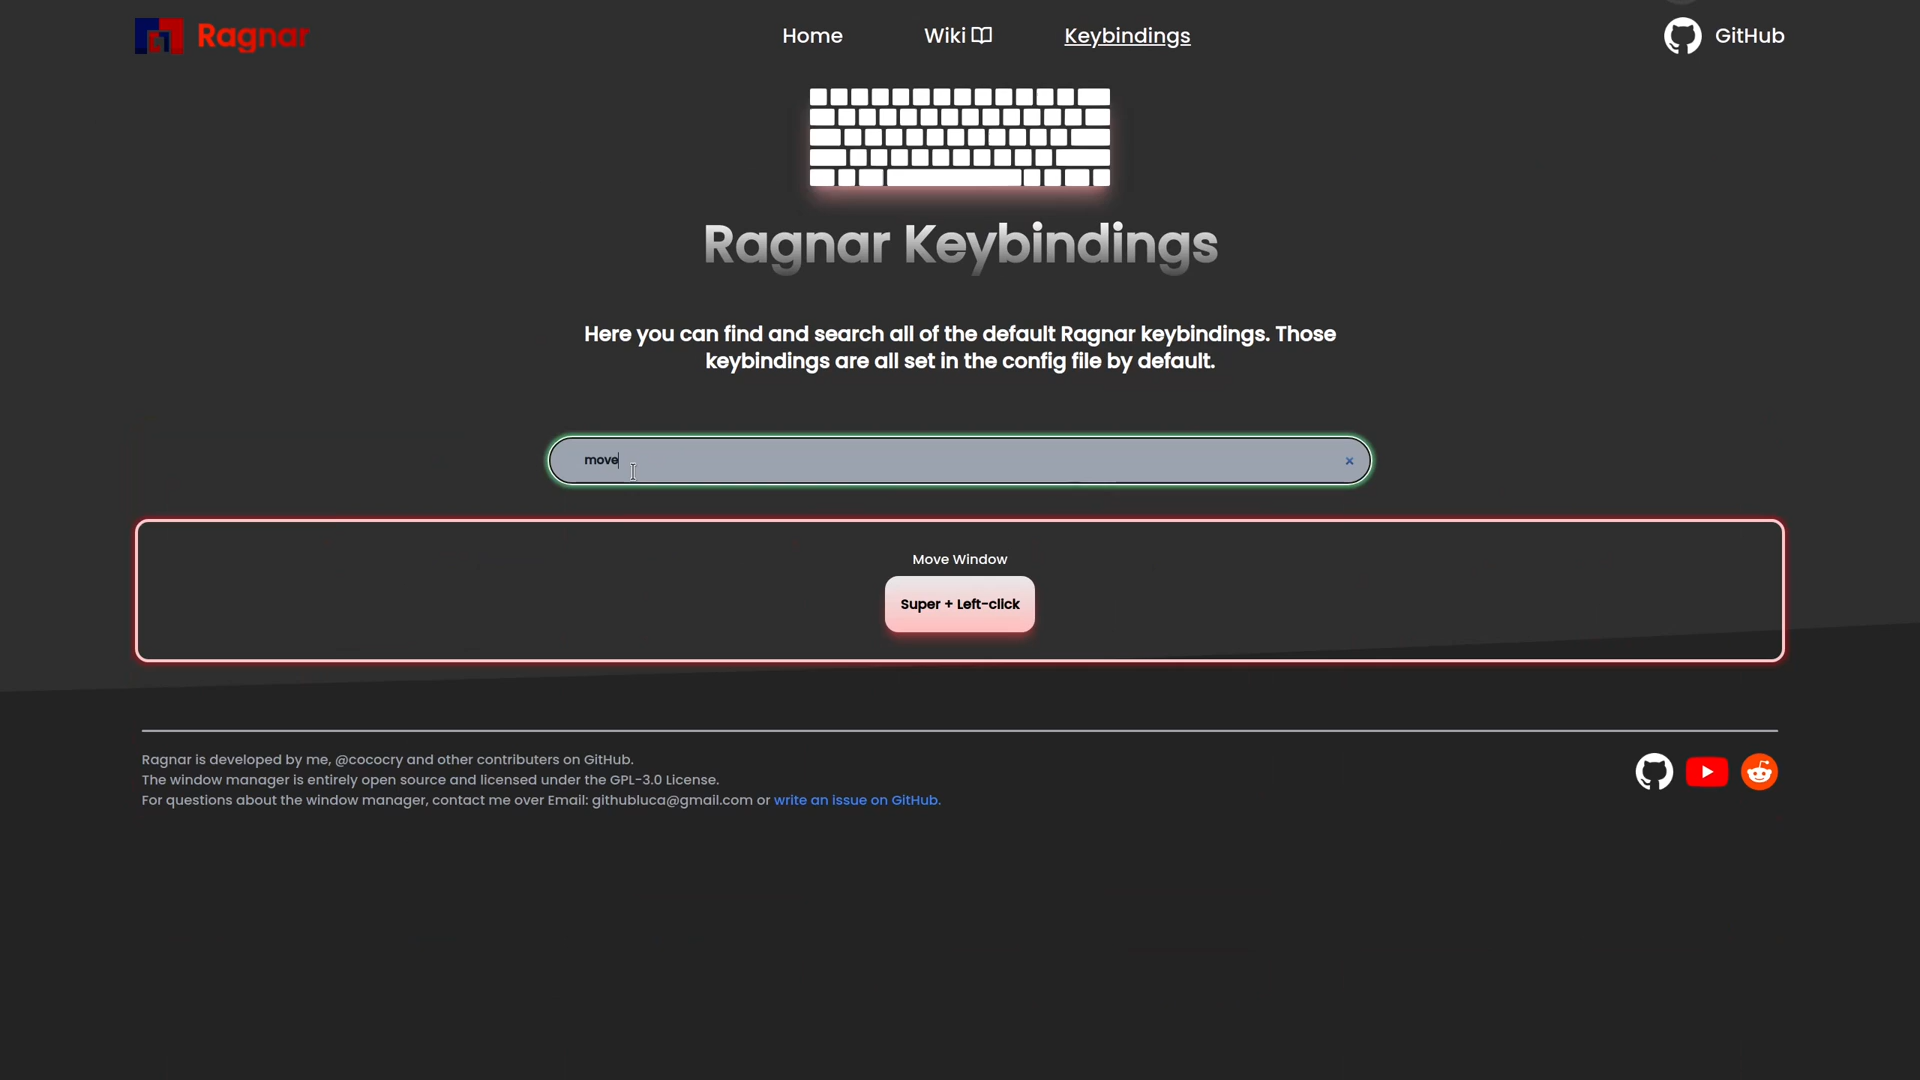 Ragnar
Home
Wiki
Keybindings
GitHub
Ragnar Keybindings
Here you can find and search all of the default Ragnar keybindings. Those
keybindings are all set in the config file by default.
move
Move Window
Super + Left-click
Ragnar is developed by me, @cococry and other contributers on GitHub.
The window manager is entirely open source and licensed under the GPL-3.0 License.
For questions about the window manager, contact me over Email: githubluca@gmail.com or write an issue on GitHub.